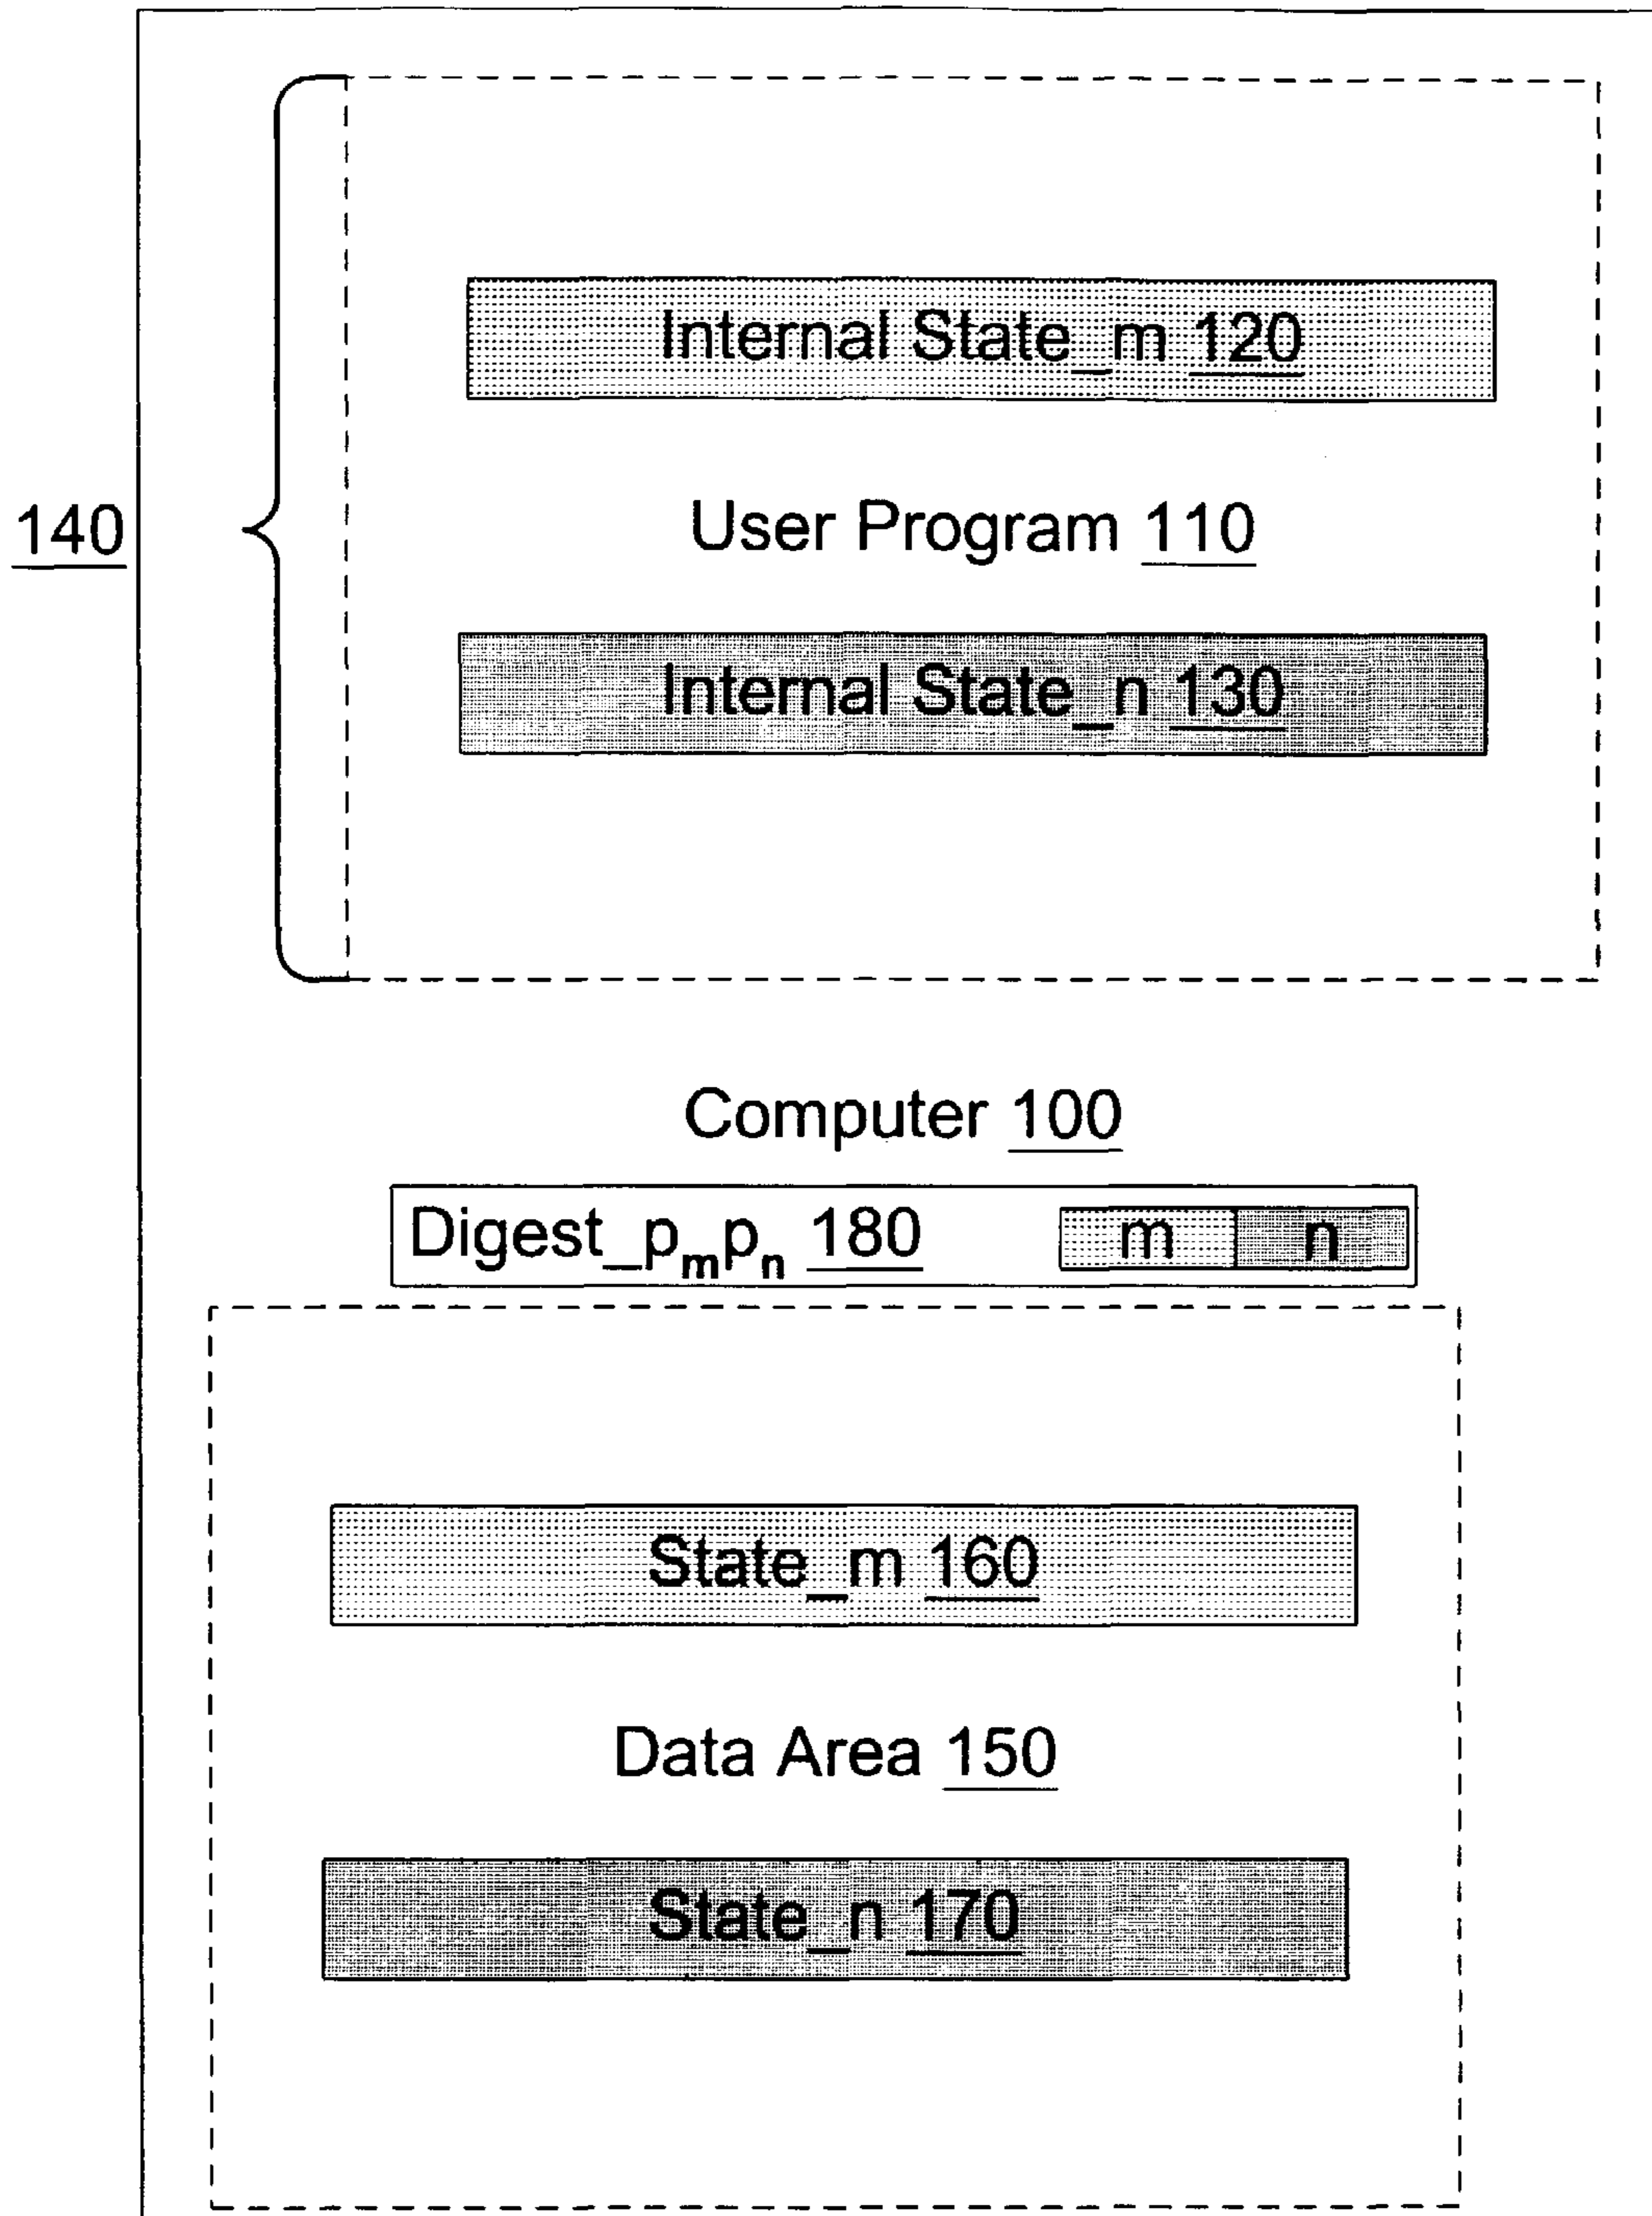 Internal State_m 120
140
User Program 110
Internal State_n 130
Computer 100
Digest_pmpn 180 m n
State_m 160
Data Area 150
State_n 170